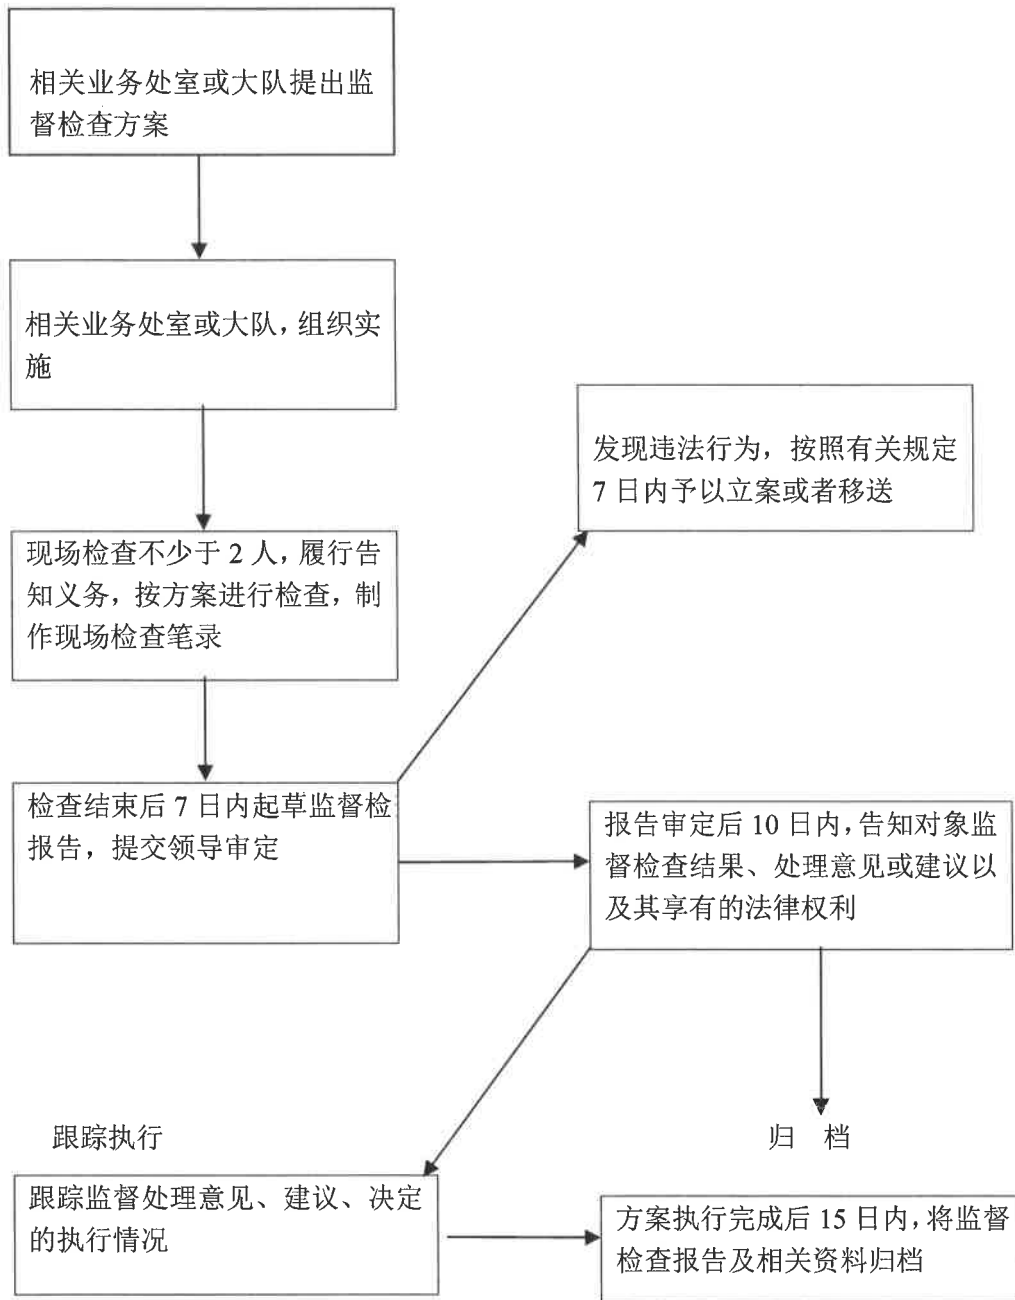 相关业务处室或大队提出监
督检查方案
相关业务处室或大队，组织实
施
发现违法行为，按照有关规定
7 日内予以立案或者移送
现场检查不少于 2 人，履行告
知义务，按方案进行检查，制
作现场检查笔录
检查结束后 7 日内起草监督检
报告，提交领导审定
报告审定后 10 日内，告知对象监
督检查结果、处理意见或建议以
及其享有的法律权利
跟踪执行
归 档
跟踪监督处理意见、建议、决定
的执行情况
方案执行完成后 15 日内，将监督
检查报告及相关资料归档